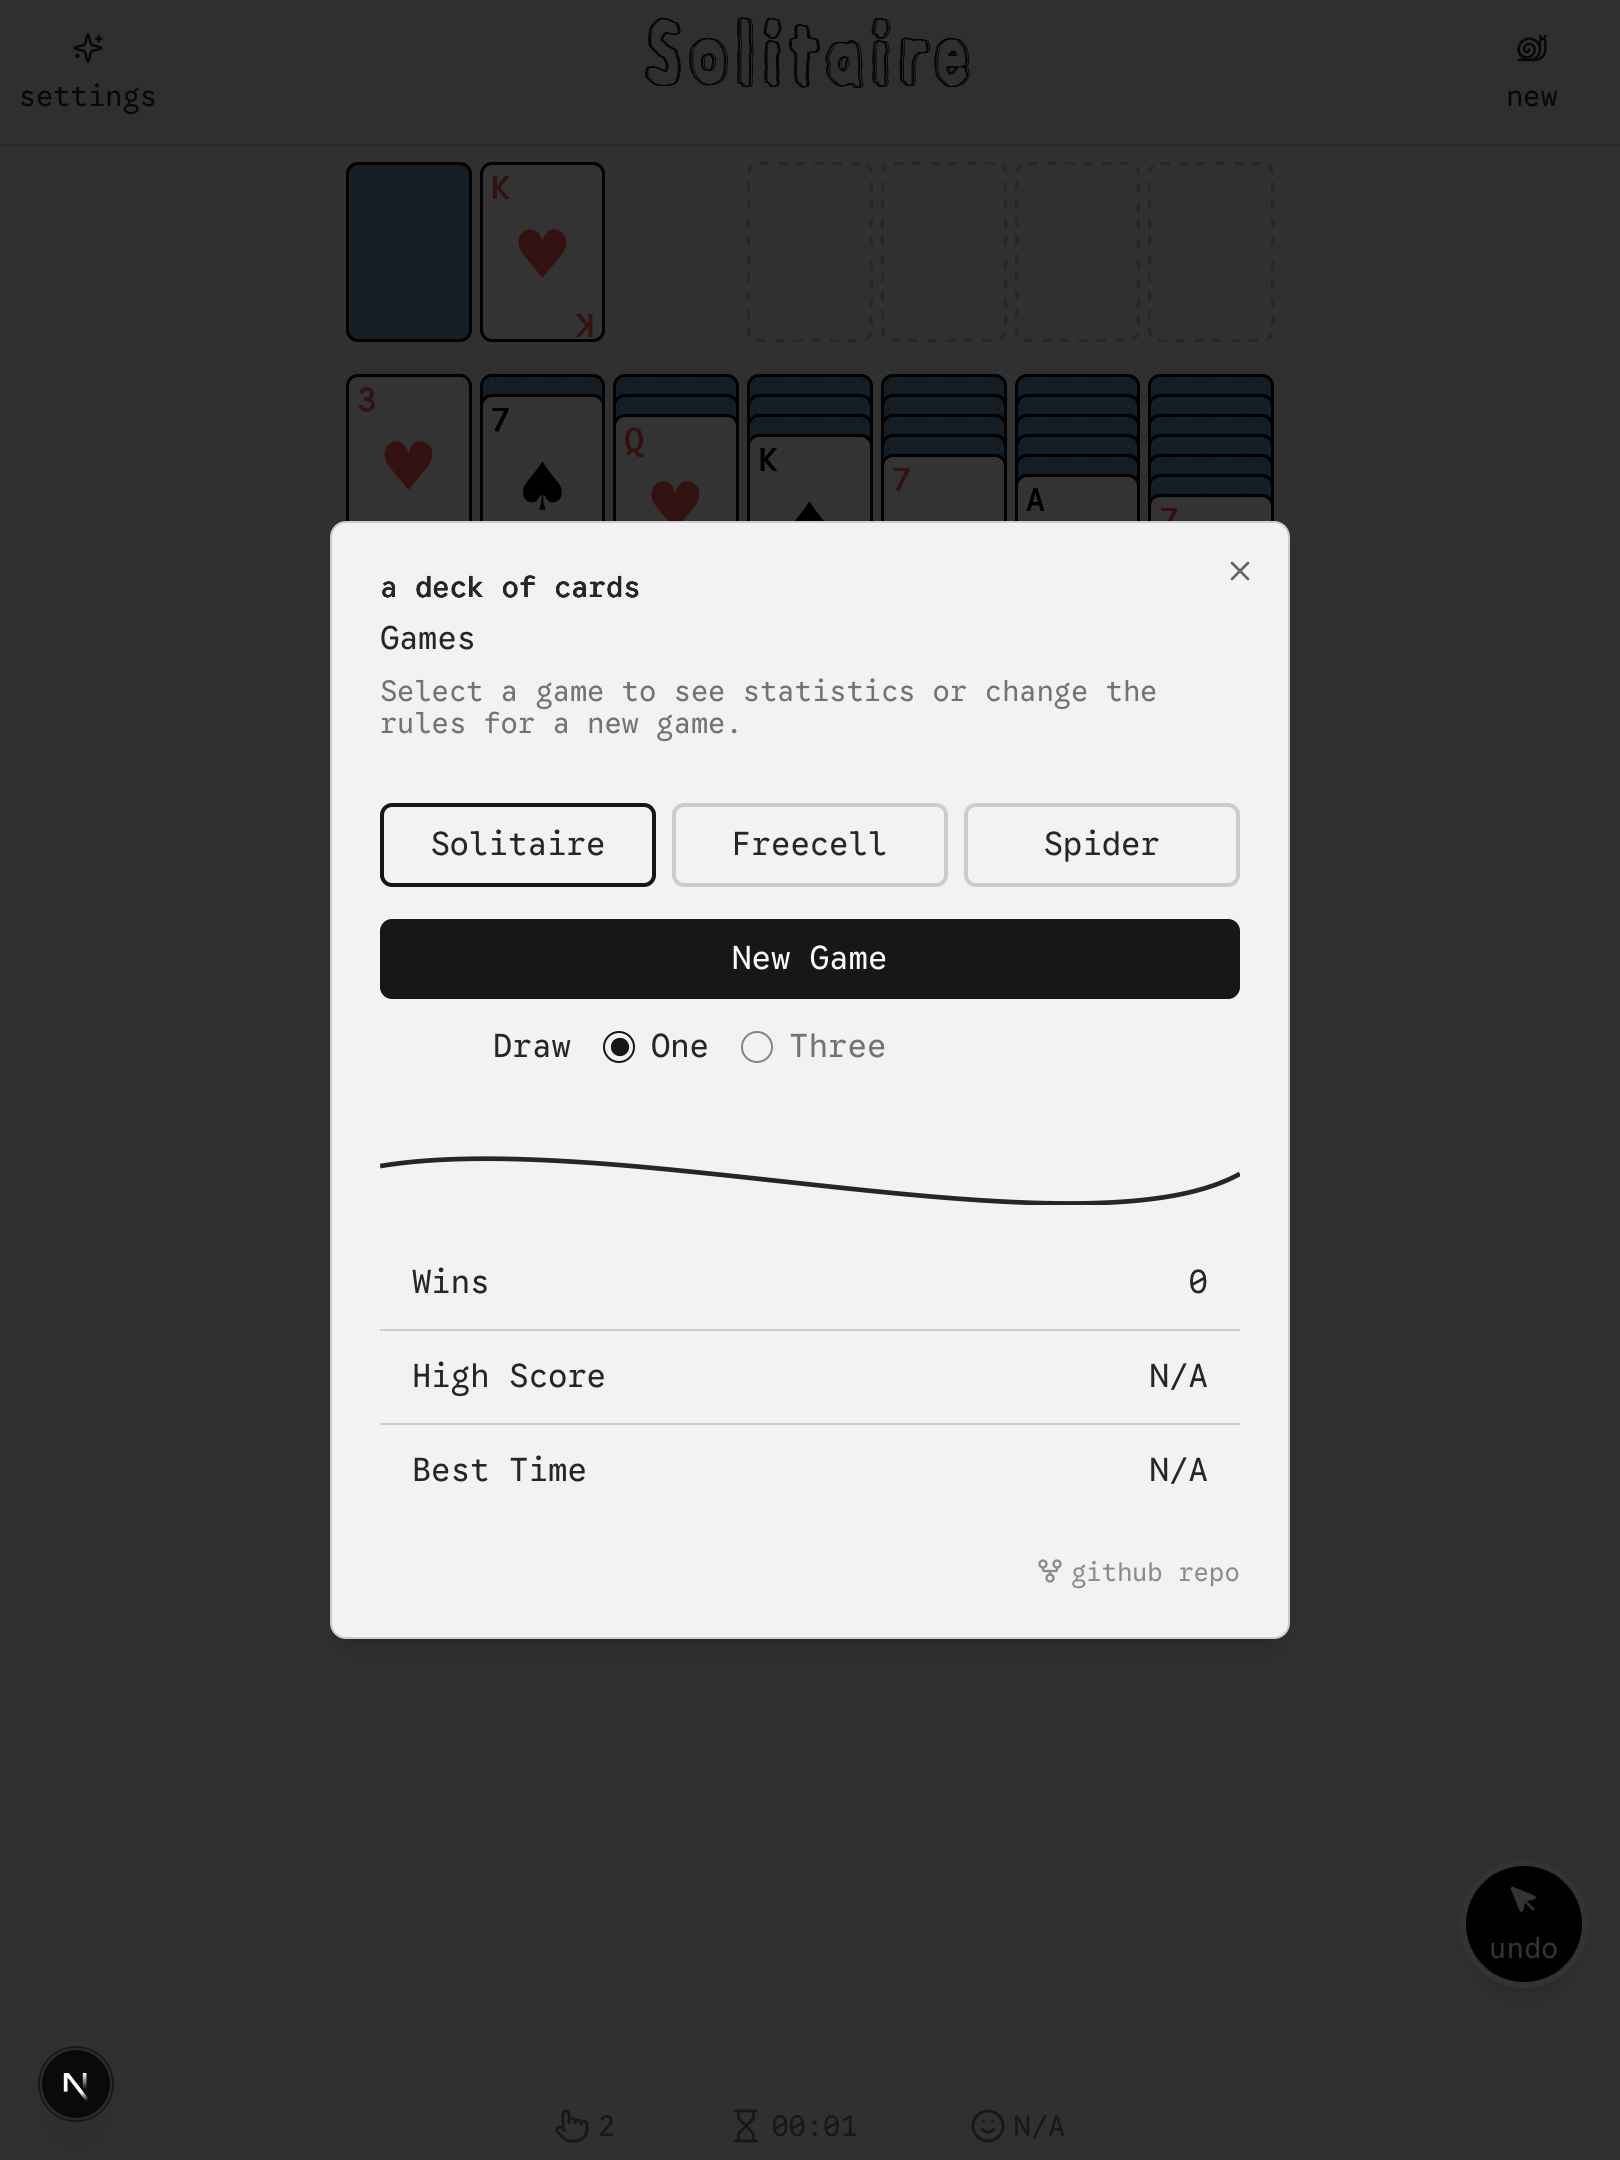 Solitaire
settings
new
K
K
3
7
Q
K
7
A
7
a deck of cards
Games
Select a game to see statistics or change the
rules for a new game.
Solitaire
Freecell
Spider
New Game
Draw
One
Three
Wins
0
High Score
N/A
Best Time
N/A
github repo
undo
N
2
00:01
N/A